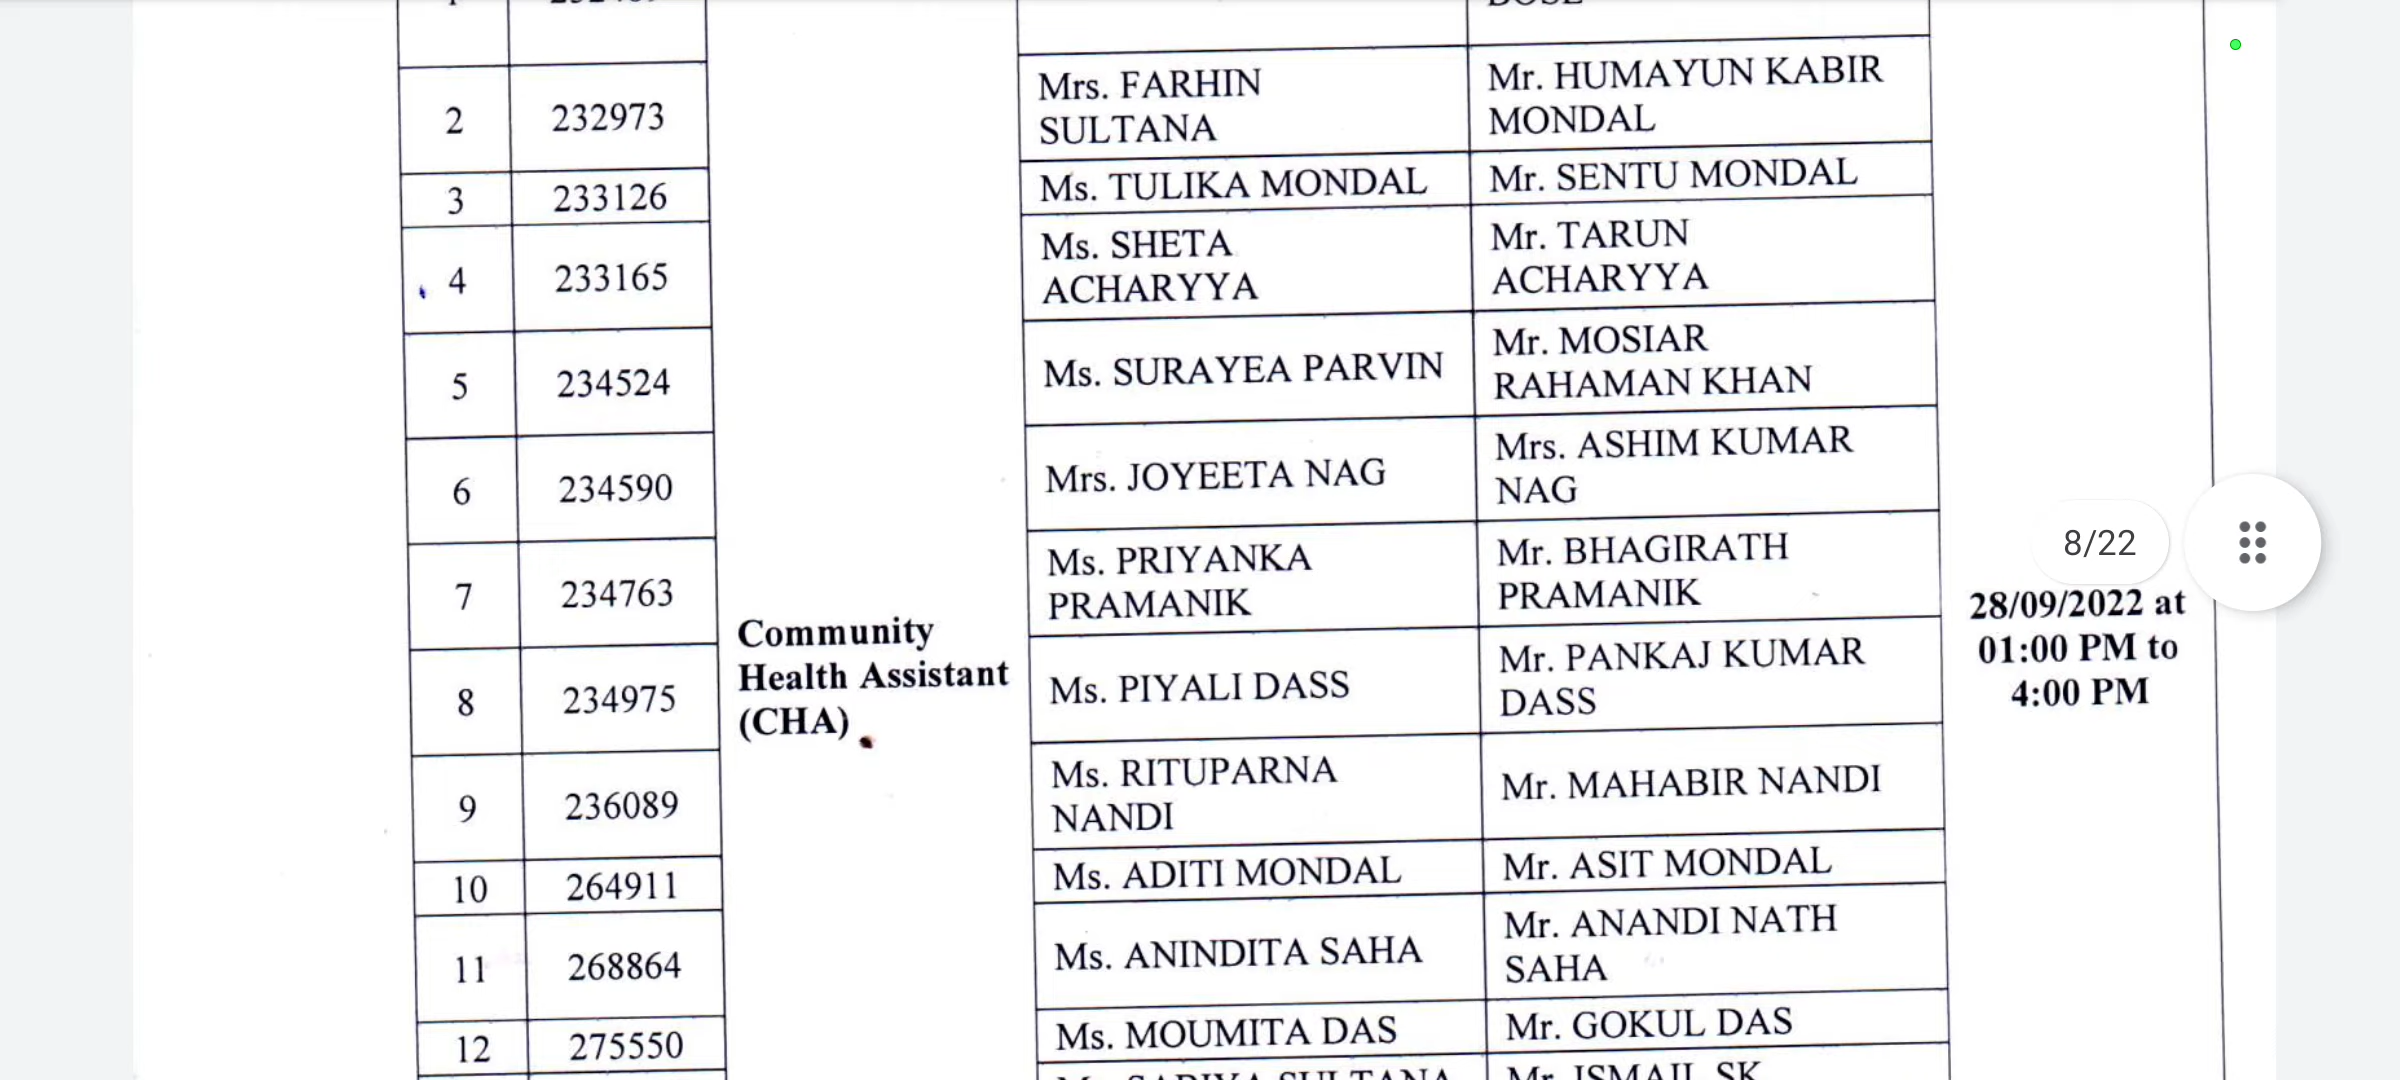 2
232973
Mrs. FARHIN
SULTANA
Mr. HUMAYUN KABIR
MONDAL
3
233126
Ms. TULIKA MONDAL
Mr. SENTU MONDAL
4
233165
Ms. SHETA
ACHARYYA
Mr. TARUN
ACHARYYA
5
234524
Ms. SURAYEA PARVIN
Mr. MOSIAR
RAHAMAN KHAN
6
234590
Mrs. JOYEETA NAG
Mrs. ASHIM KUMAR
NAG
7
234763
Ms. PRIYANKA
PRAMANIK
Mr. BHAGIRATH
PRAMANIK
8
234975
Community
Health Assistant
(CHA)
Ms. PIYALI DASS
Mr. PANKAJ KUMAR
DASS
8/22
28/09/2022 at
01:00 PM to
4:00 PM
9
236089
Ms. RITUPARNA
NANDI
Mr. MAHABIR NANDI
10
264911
Ms. ADITI MONDAL
Mr. ASIT MONDAL
11
268864
Ms. ANINDITA SAHA
Mr. ANANDI NATH
SAHA
12
275550
Ms. MOUMITA DAS
Mr. GOKUL DAS
SULTANA
Mr. ISMAIL SK